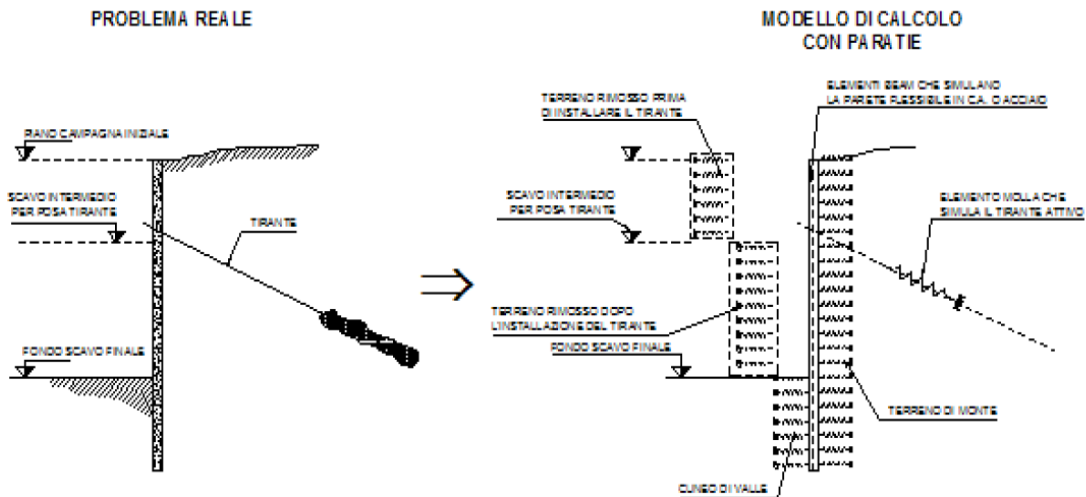 PROBLEMA REALE
PIANO CAMPAGNA INIZIALE
SCAVO INTERMEDIO
PER POSA TIRANTE
TIRANTE
FONDO SCAVO FINALE
MODELLO DI CALCOLO
CON PARATIE
ELEMENTI BEAM CHE SIMULANO
LA PARETE FLESSIBILE IN C.A. O ACCIAIO
TERRENO RIMOSSO PRIMA
DI INSTALLARE IL TIRANTE
SCAVO INTERMEDIO
PER POSA TIRANTE
ELEMENTO MOLLA CHE
SIMULA IL TIRANTE ATTIVO
TERRENO RIMOSSO DOPO
L'INSTALLAZIONE DEL TIRANTE
FONDO SCAVO FINALE
TERRENO DI MONTE
CUNEO DI VALLE